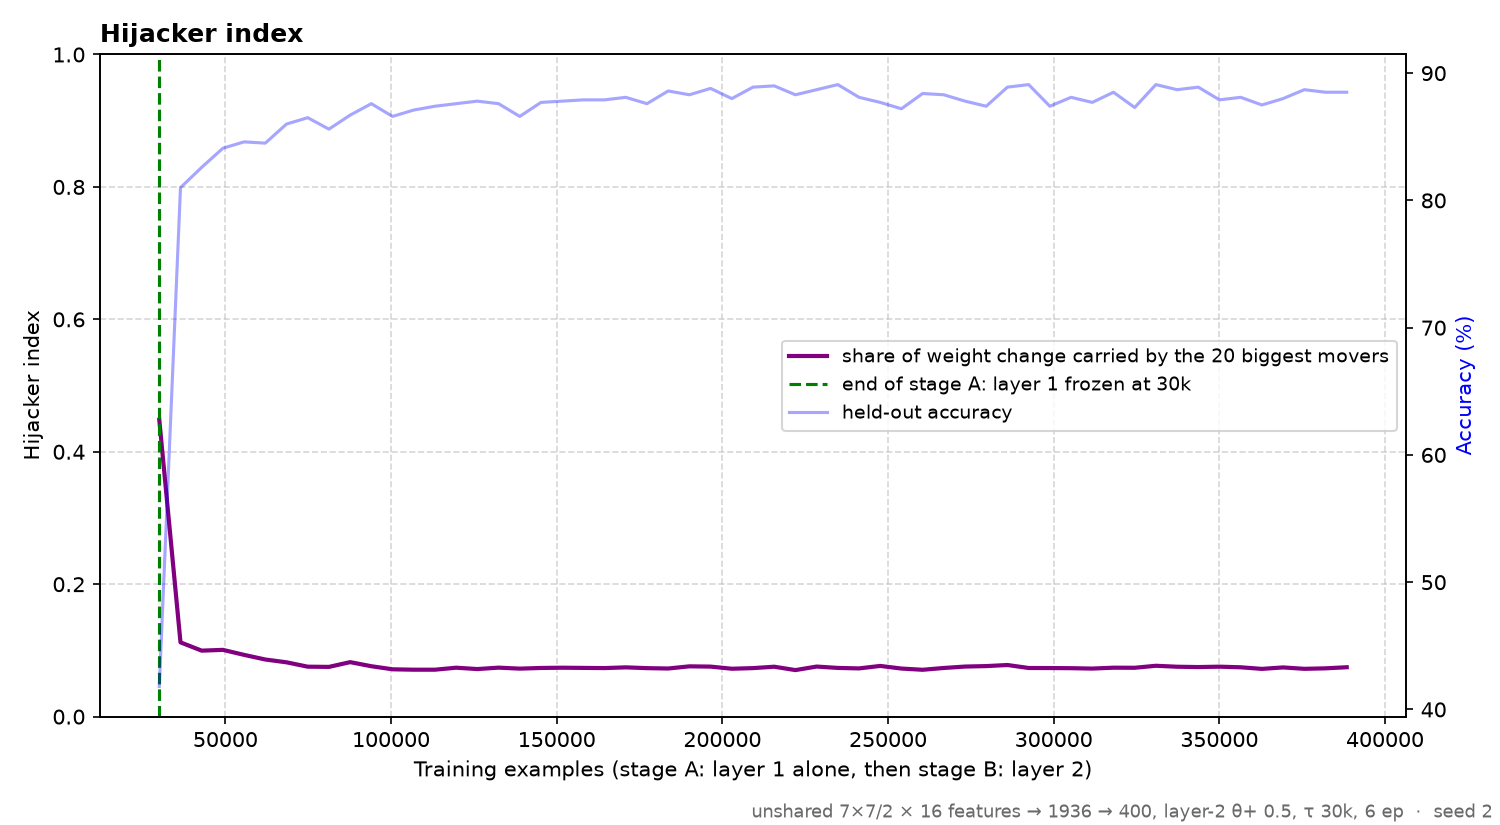 Hijacker index
1.0
0.8
0.6
0.4
0.2
0.0
Hijacker index
90
80
70
60
50
40
Accuracy (%)
share of weight change carried by the 20 biggest movers
end of stage A: layer 1 frozen at 30k
held-out accuracy
50000 100000 150000 200000 250000 300000 350000 400000
Training examples (stage A: layer 1 alone, then stage B: layer 2)
unshared 7×7/2 × 16 features → 1936 → 400, layer-2 θ+ 0.5, τ 30k, 6 ep · seed 2